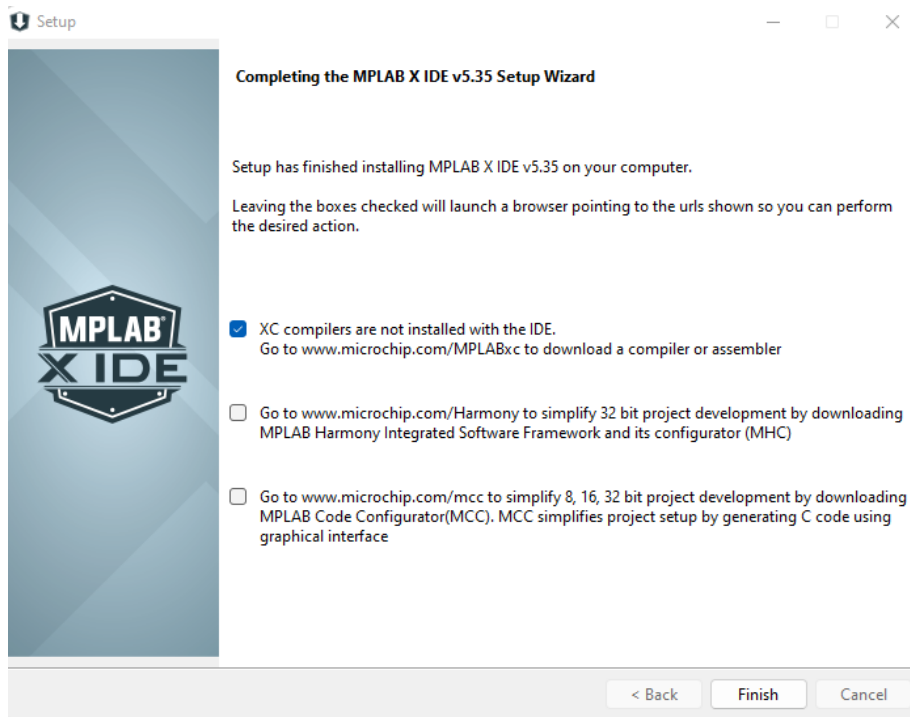 Setup
Completing the MPLAB X IDE v5.35 Setup Wizard
Setup has finished installing MPLAB X IDE v5.35 on your computer.
Leaving the boxes checked will launch a browser pointing to the urls shown so you can perform
the desired action.
MPLAB®
X IDE
XC compilers are not installed with the IDE.
Go to www.microchip.com/MPLABxc to download a compiler or assembler
Go to www.microchip.com/Harmony to simplify 32 bit project development by downloading
MPLAB Harmony Integrated Software Framework and its configurator (MHC)
Go to www.microchip.com/mcc to simplify 8, 16, 32 bit project development by downloading
MPLAB Code Configurator(MCC). MCC simplifies project setup by generating C code using
graphical interface
< Back Finish Cancel